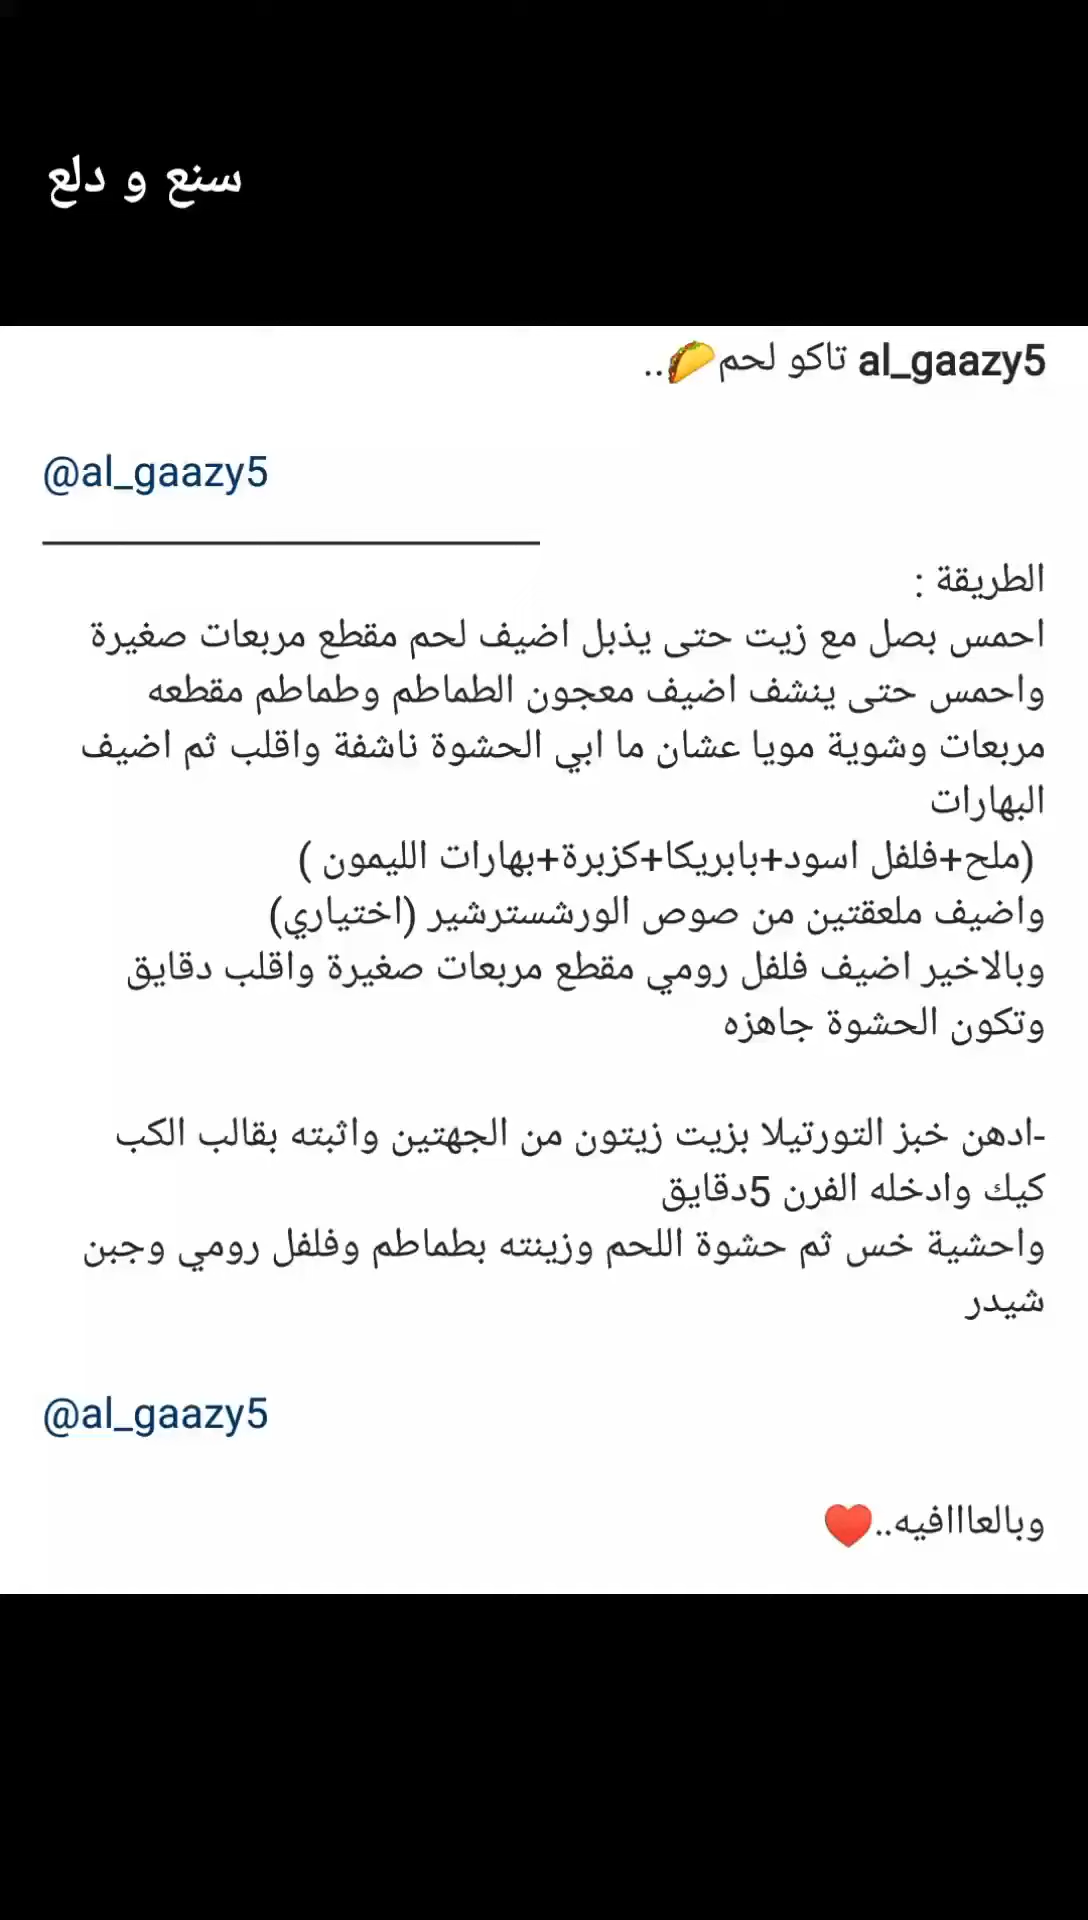 سنع و دلع
al_gaazy5 تاكو لحم🌮..
@al_gaazy5
ــــــــــــــــــــــــــــــــــــــــ
الطريقة :
احمس بصل مع زيت حتى يذبل اضيف لحم مقطع مربعات صغيرة
واحمس حتى ينشف اضيف معجون الطماطم وطماطم مقطعه
مربعات وشوية مويا عشان ما ابي الحشوة ناشفة واقلب ثم اضيف
البهارات
(ملح+فلفل اسود+بابريكا+كزبرة+بهارات الليمون )
واضيف ملعقتين من صوص الورشسترشير (اختياري)
وبالاخير اضيف فلفل رومي مقطع مربعات صغيرة واقلب دقايق
وتكون الحشوة جاهزه
-ادهن خبز التورتيلا بزيت زيتون من الجهتين واثبته بقالب الكب
كيك وادخله الفرن 5دقايق
واحشية خس ثم حشوة اللحم وزينته بطماطم وفلفل رومي وجبن
شيدر
@al_gaazy5
وبالعااافيه..♥️